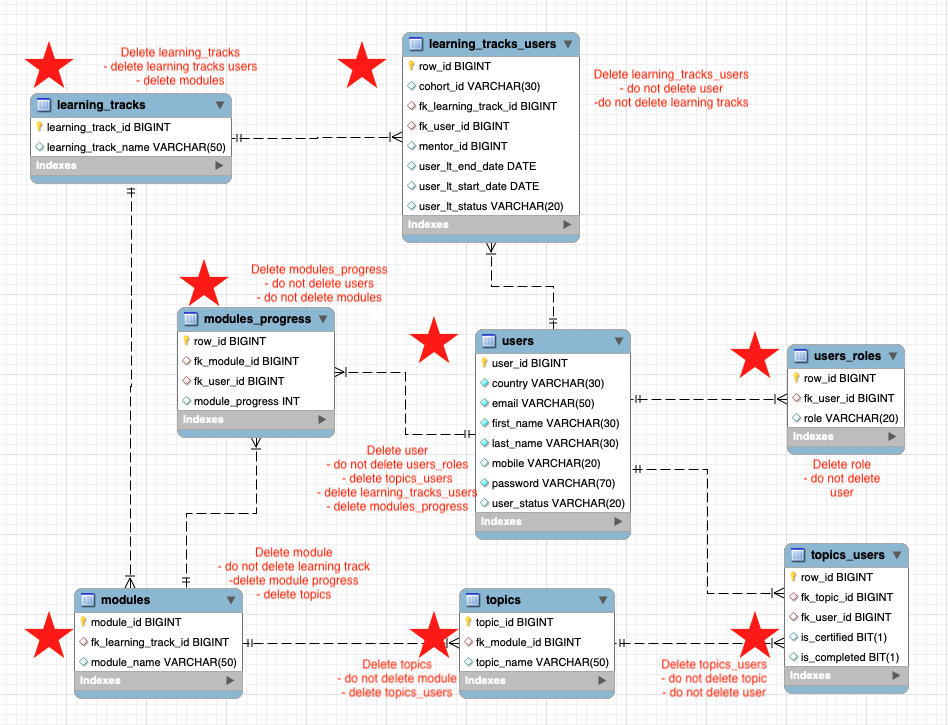 Delete learning_tracks
- delete learning tracks users
- delete modules
learning_tracks
learning_track_id BIGINT
learning_track_name VARCHAR(50)
Indexes
learning_tracks_users
row_id BIGINT
cohort_id VARCHAR(30)
fk_learning_track_id BIGINT
fk_user_id BIGINT
mentor_id BIGINT
user_lt_end_date DATE
user_lt_start_date DATE
user_lt_status VARCHAR(20)
Indexes
Delete learning_tracks_users
- do not delete user
-do not delete learning tracks
Delete modules_progress
- do not delete users
- do not delete modules
modules_progress
row_id BIGINT
fk_module_id BIGINT
fk_user_id BIGINT
module_progress INT
Indexes
users
user_id BIGINT
country VARCHAR(30)
email VARCHAR(50)
first_name VARCHAR(30)
last_name VARCHAR(30)
mobile VARCHAR(20)
password VARCHAR(70)
user_status VARCHAR(20)
Indexes
Delete user
- do not delete users_roles
- delete topics_users
- delete learning_tracks_users
- delete modules_progress
users_roles
row_id BIGINT
fk_user_id BIGINT
role VARCHAR(20)
Indexes
Delete role
- do not delete
user
Delete module
- do not delete learning track
-delete module progress
- delete topics
modules
module_id BIGINT
fk_learning_track_id BIGINT
module_name VARCHAR(50)
Indexes
topics
topic_id BIGINT
fk_module_id BIGINT
topic_name VARCHAR(50)
Indexes
Delete topics
- do not delete module
- delete topics_users
topics_users
row_id BIGINT
fk_topic_id BIGINT
fk_user_id BIGINT
is_certified BIT(1)
is_completed BIT(1)
Indexes
Delete topics_users
- do not delete topic
- do not delete user